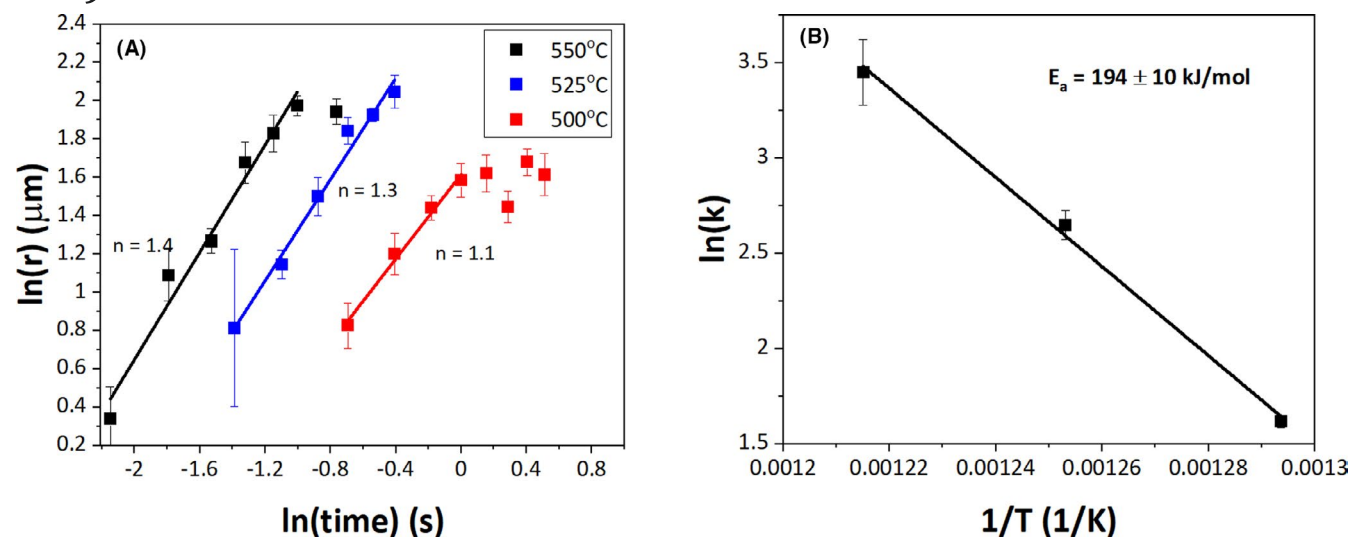 (A)
550°C
525°C
500°C
n = 1.4
n = 1.3
n = 1.1
2.4
2.2
2.0
1.8
1.6
1.4
1.2
1
0.8
0.6
0.4
0.2
-2
-1.6
-1.2
-0.8
-0.4
0
0.4
0.8
ln(r) (μm)
ln(time) (s)
(B)
Ea = 194 ± 10 kJ/mol
3.5
3
2.5
2
1.5
0.0012
0.00122
0.00124
0.00126
0.00128
0.0013
ln(k)
1/T (1/K)